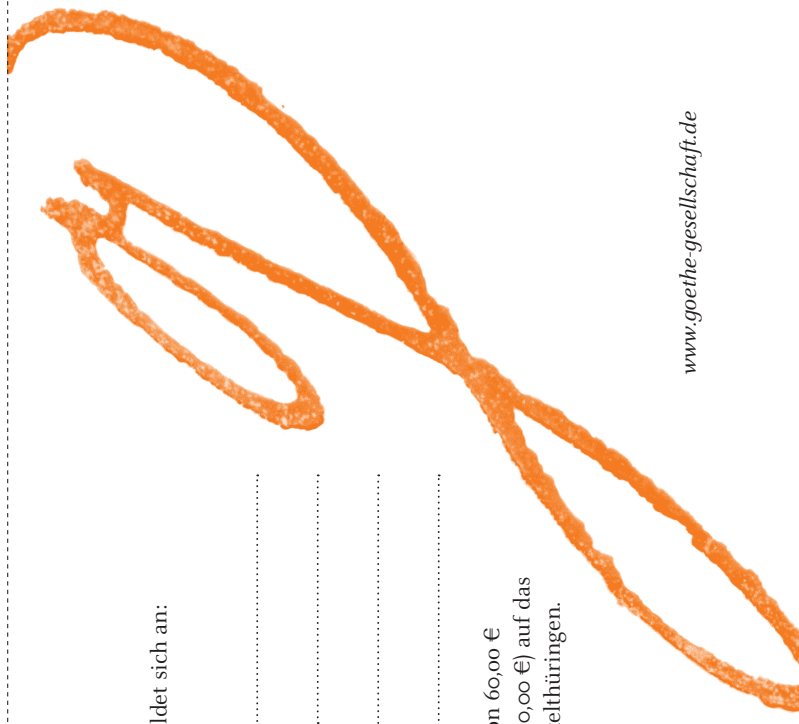 ldet sich an:
n 60,00 €
0,00 €) auf das
elthüringen.
www.goethe-gesellschaft.de